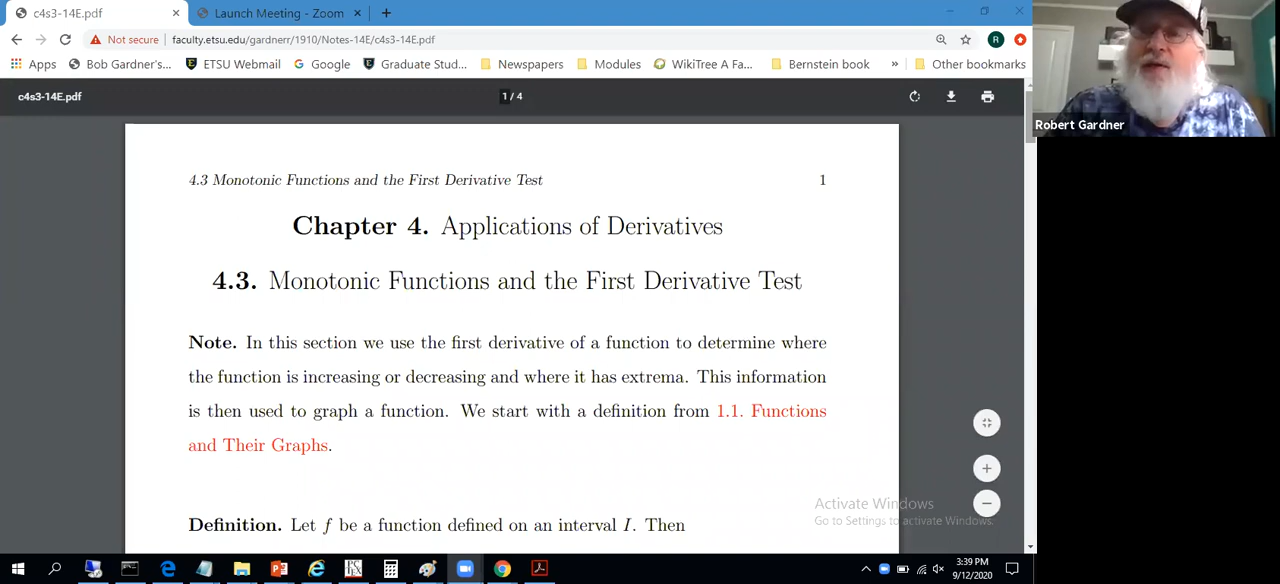 c4s3-14E.pdf
Launch Meeting - Zoom
Not secure
faculty.etsu.edu/gardnerr/1910/Notes-14E/c4s3-14E.pdf
R
Apps
Bob Gardner's...
ETSU Webmail
Google
Graduate Stud...
Newspapers
Modules
WikiTree A Fa...
Bernstein book
»
Other bookmarks
c4s3-14E.pdf
1 / 4
Robert Gardner
4.3 Monotonic Functions and the First Derivative Test 1
Chapter 4. Applications of Derivatives
4.3. Monotonic Functions and the First Derivative Test
Note. In this section we use the first derivative of a function to determine where
the function is increasing or decreasing and where it has extrema. This information
is then used to graph a function. We start with a definition from 1.1. Functions
and Their Graphs.
Definition. Let f be a function defined on an interval I. Then
Activate Windows
Go to Settings to activate Windows.
3:39 PM
9/12/2020